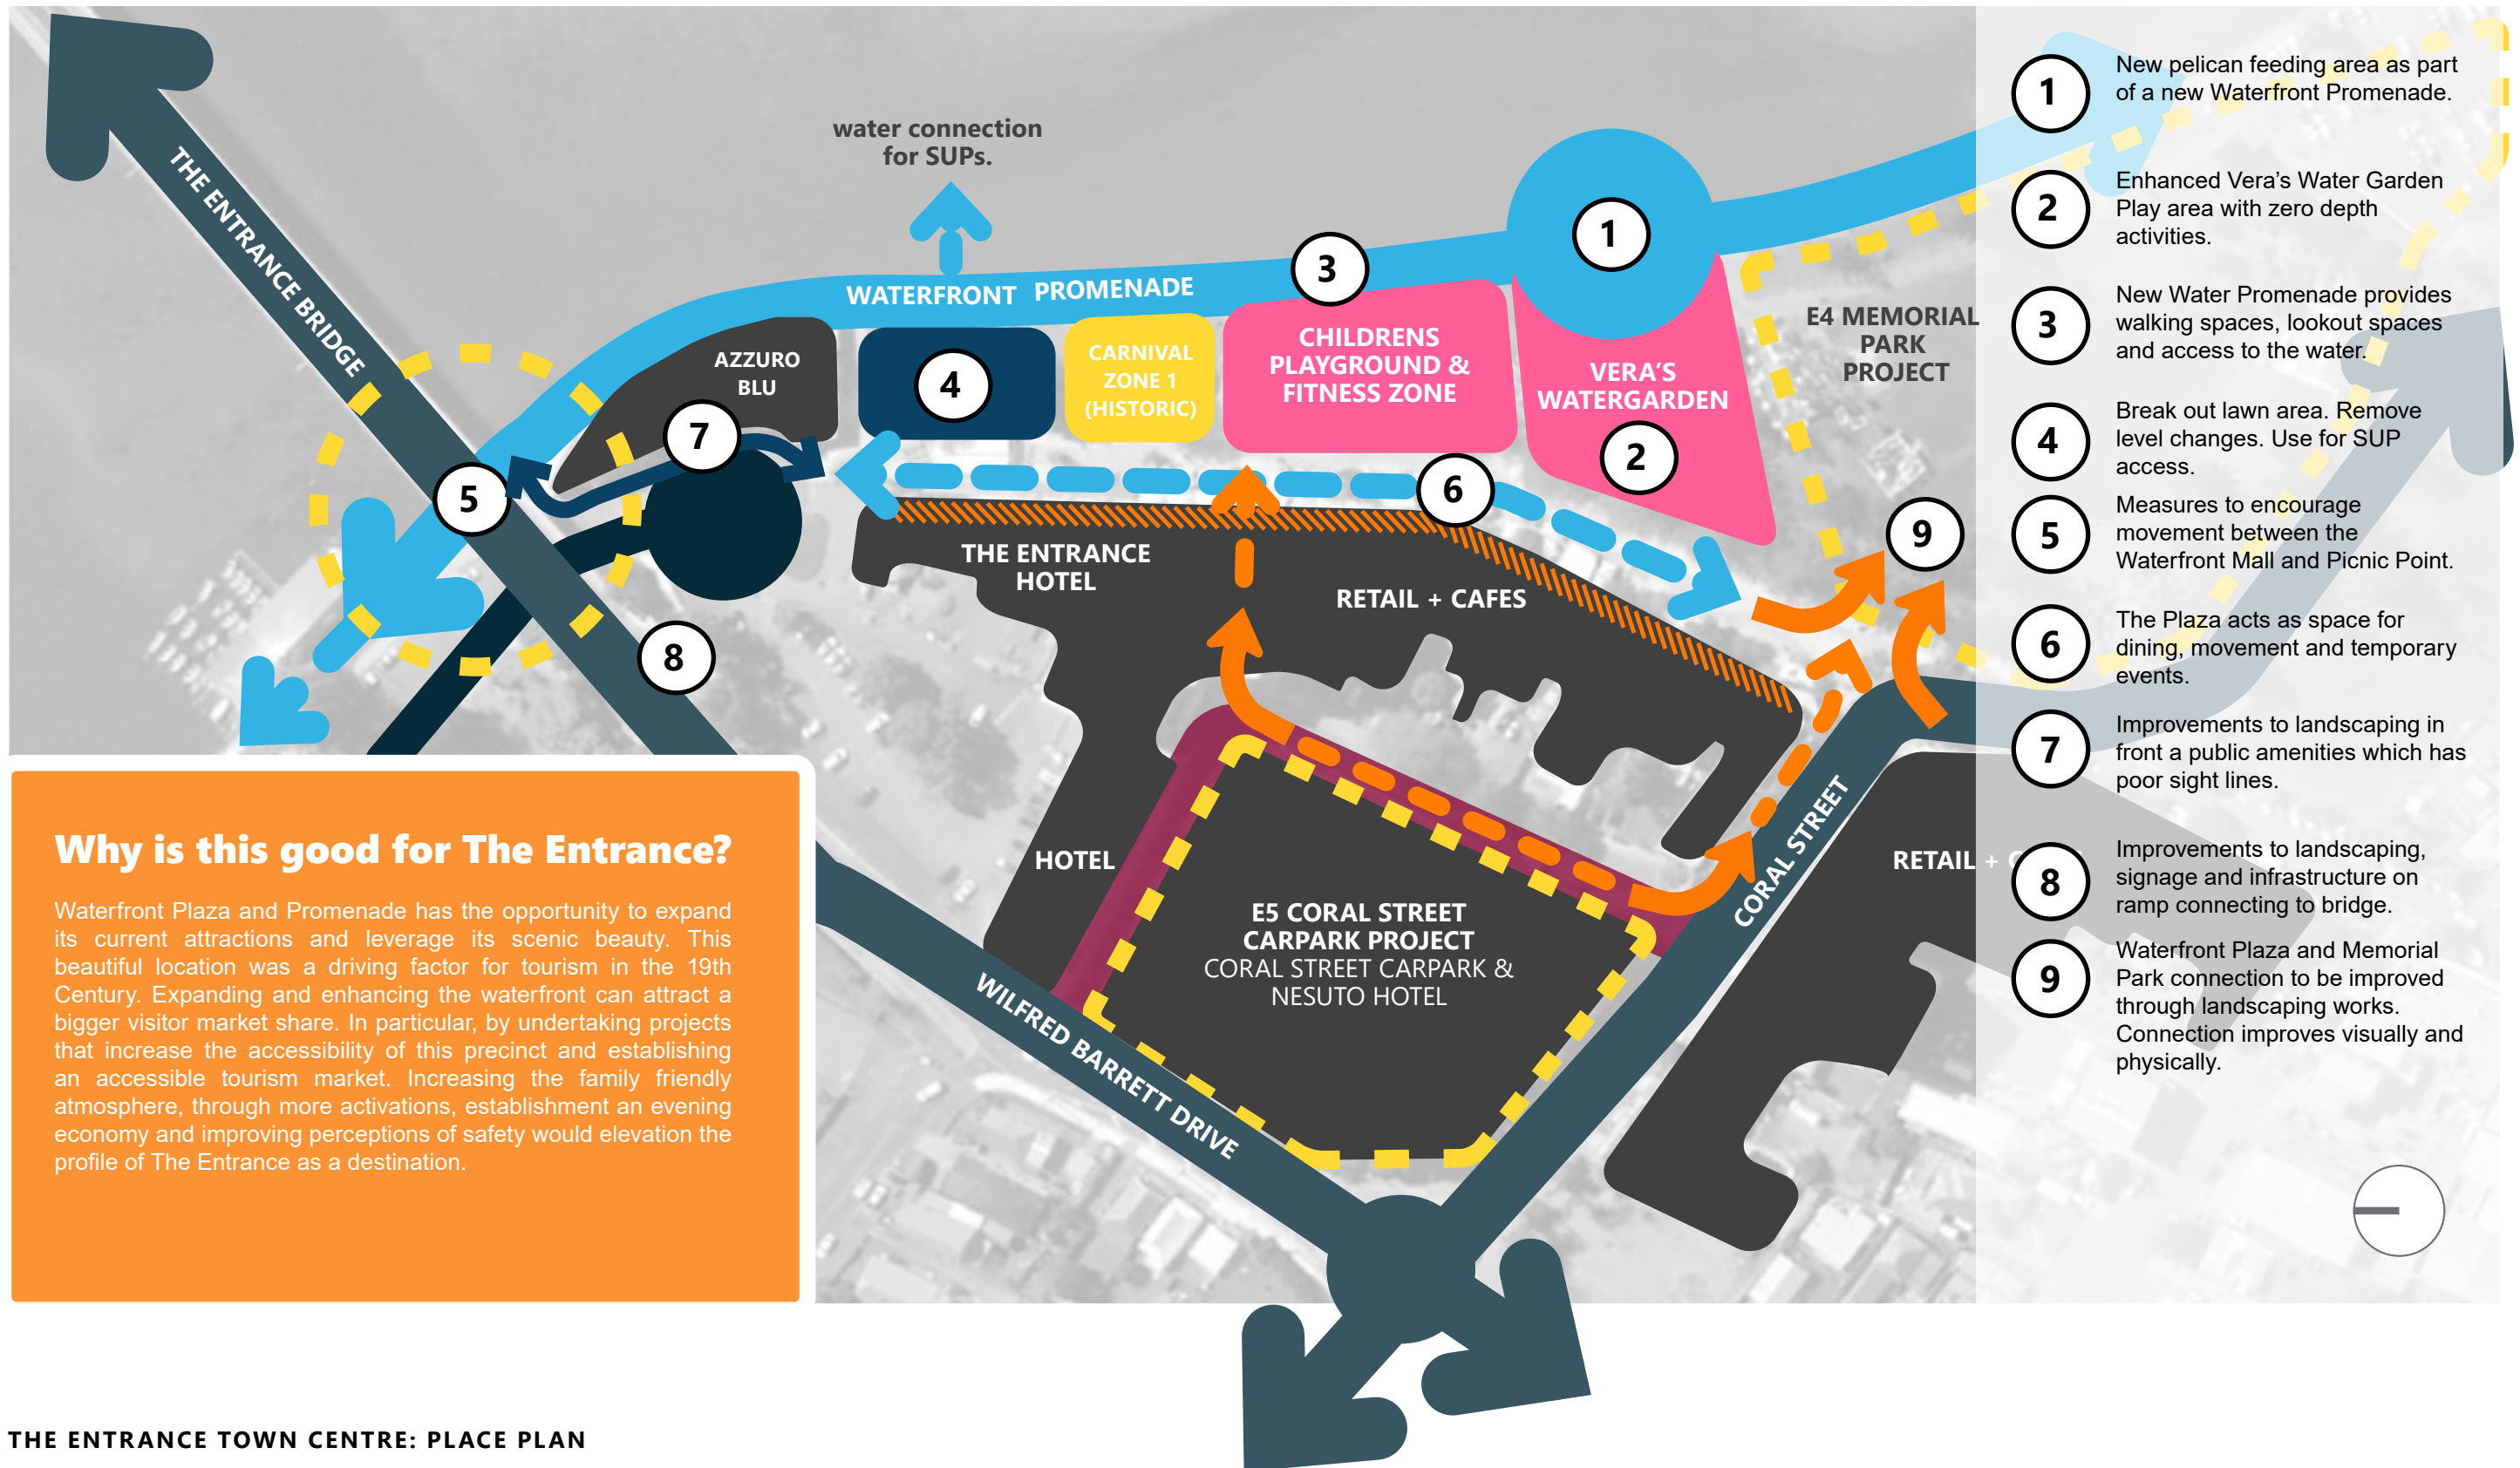 water connection
for SUPs.
THE ENTRANCE BRIDGE
WATERFRONT PROMENADE
1
3
AZZURO
BLU
4
CARNIVAL
ZONE 1
(HISTORIC)
CHILDRENS
PLAYGROUND &
FITNESS ZONE
VERA'S
WATERGARDEN
2
E4 MEMORIAL
PARK
PROJECT
7
5
6
9
8
THE ENTRANCE
HOTEL
RETAIL + CAFES
HOTEL
CORAL STREET
RETAIL +
E5 CORAL STREET
CARPARK PROJECT
CORAL STREET CARPARK &
NESUTO HOTEL
WILFRED BARRETT DRIVE
Why is this good for The Entrance?
Waterfront Plaza and Promenade has the opportunity to expand
its current attractions and leverage its scenic beauty. This
beautiful location was a driving factor for tourism in the 19th
Century. Expanding and enhancing the waterfront can attract a
bigger visitor market share. In particular, by undertaking projects
that increase the accessibility of this precinct and establishing
an accessible tourism market. Increasing the family friendly
atmosphere, through more activations, establishment an evening
economy and improving perceptions of safety would elevation the
profile of The Entrance as a destination.
1
New pelican feeding area as part
of a new Waterfront Promenade.
2
Enhanced Vera's Water Garden
Play area with zero depth
activities.
3
New Water Promenade provides
walking spaces, lookout spaces
and access to the water.
4
Break out lawn area. Remove
level changes. Use for SUP
access.
5
Measures to encourage
movement between the
Waterfront Mall and Picnic Point.
6
The Plaza acts as space for
dining, movement and temporary
events.
7
Improvements to landscaping in
front a public amenities which has
poor sight lines.
8
Improvements to landscaping,
signage and infrastructure on
ramp connecting to bridge.
9
Waterfront Plaza and Memorial
Park connection to be improved
through landscaping works.
Connection improves visually and
physically.
THE ENTRANCE TOWN CENTRE: PLACE PLAN